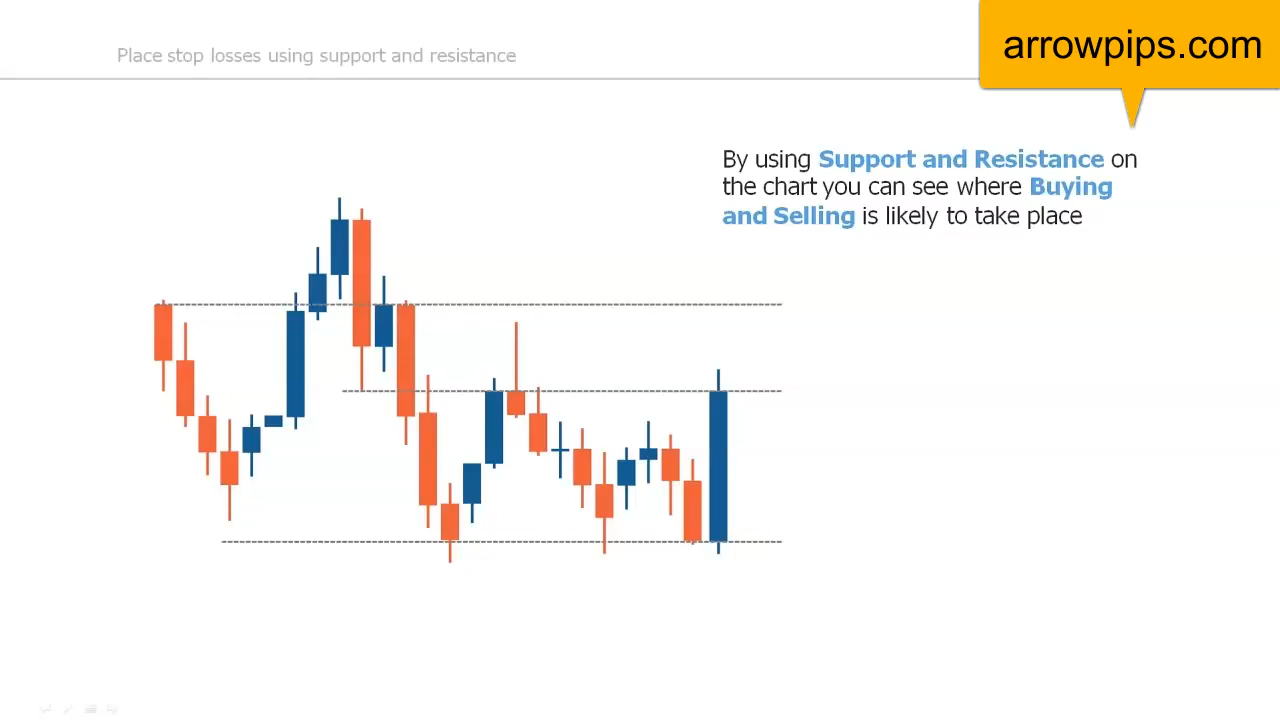 Place stop losses using support and resistance
arrowpips.com
By using Support and Resistance on
the chart you can see where Buying
and Selling is likely to take place